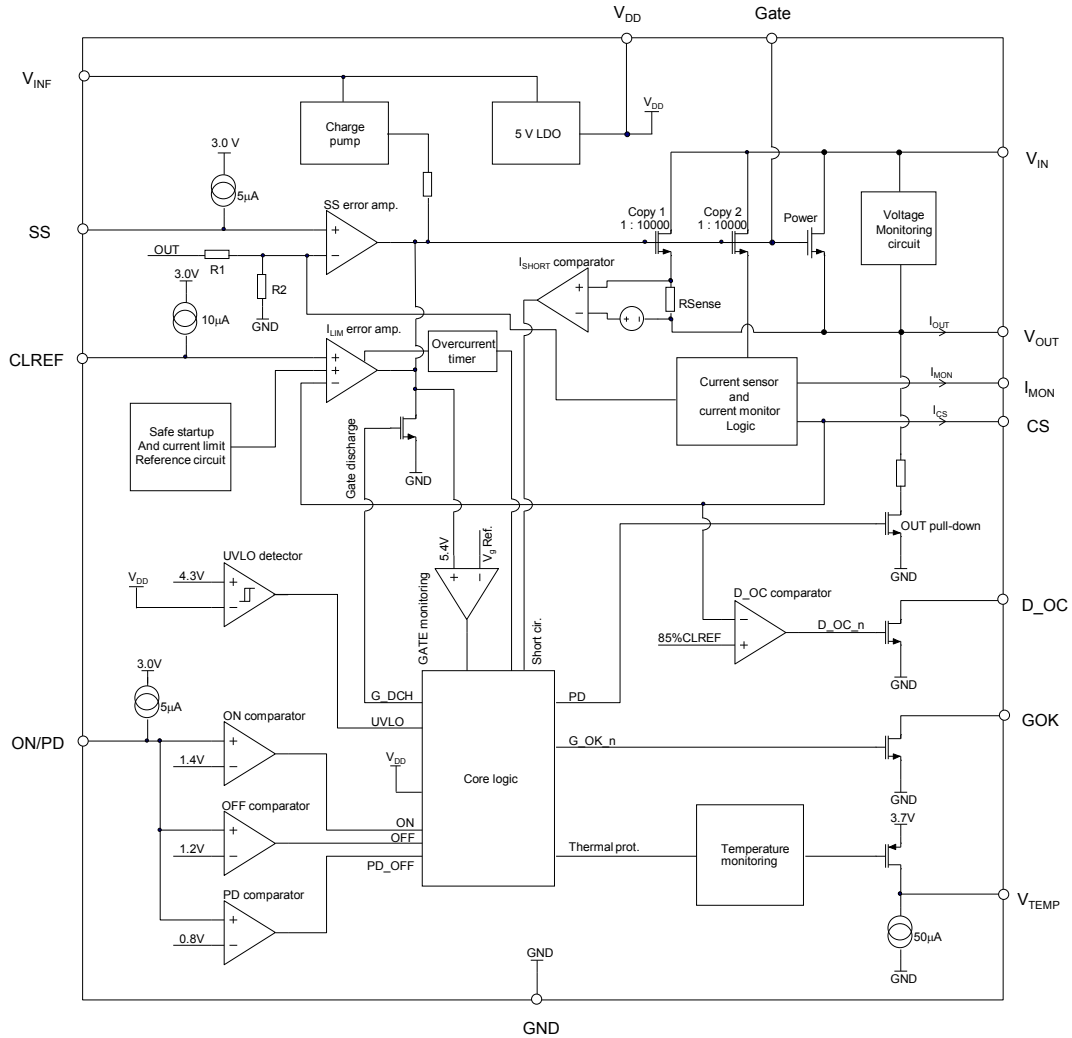 VDD
Gate
VINF
VDD
Charge
pump
5 V LDO
3.0 V
5µA
VIN
SS error amp.
Copy 1
1 : 10000
Copy 2
1 : 10000
Power
Voltage
Monitoring
circuit
SS
+
−
OUT
R1
R2
GND
ISHORT comparator
+
−
RSense
+ -
3.0V
10µA
IOUT
VOUT
CLREF
ILIM error amp.
+
+
−
Overcurrent
timer
Current sensor
and
current monitor
Logic
IMON
IMON
ICS
CS
Safe startup
And current limit
Reference circuit
Gate discharge
GND
OUT pull-down
GND
5.4V
Vg Ref.
+ −
GATE monitoring
Short cir.
UVLO detector
VDD
4.3V
+
−
D_OC comparator
−
+
85%CLREF
D_OC_n
D_OC
GND
3.0V
5µA
G_DCH
UVLO
PD
ON/PD
ON comparator
+
−
1.4V
VDD
Core logic
G_OK_n
GOK
GND
OFF comparator
+
−
1.2V
ON
OFF
PD_OFF
Thermal prot.
Temperature
monitoring
3.7V
PD comparator
+
−
0.8V
VTEMP
50µA
GND
GND
GND